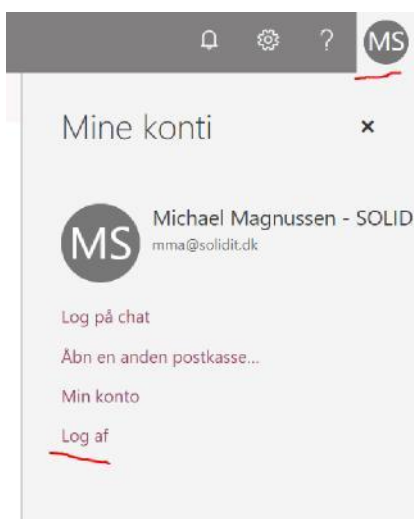 ?
MS
Mine konti
×
MS
Michael Magnussen - SOLID
mma@solidit.dk
Log på chat
Åbn en anden postkasse...
Min konto
Log af